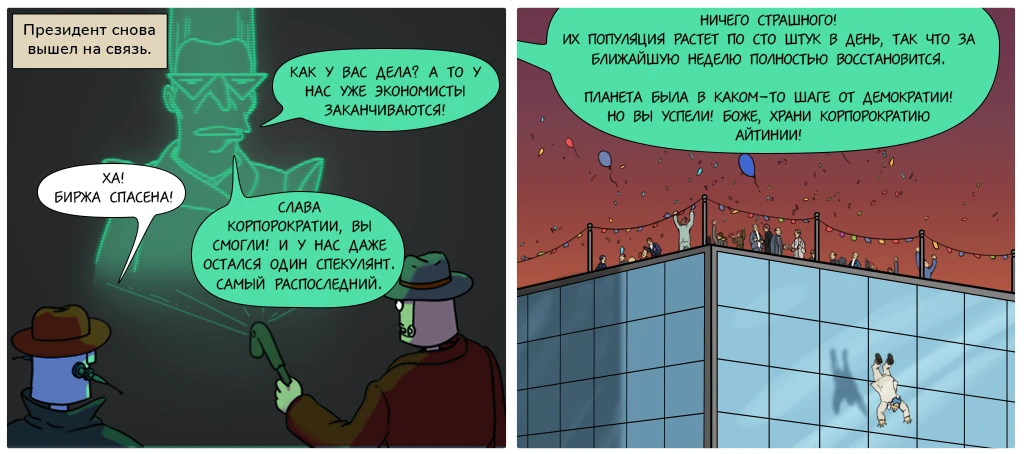 Президент снова
вышел на связь.
КАК У ВАС ДЕЛА? А ТО У
НАС УЖЕ ЭКОНОМИСТЫ
ЗАКАНЧИВАЮТСЯ!
ХА!
БИРЖА СПАСЕНА!
СЛАВА
КОРПОРОКРАТИИ, ВЫ
СМОГЛИ! И У НАС ДАЖЕ
ОСТАЛСЯ ОДИН СПЕКУЛЯНТ.
САМЫЙ РАСПОСЛЕДНИЙ.
НИЧЕГО СТРАШНОГО!
ИХ ПОПУЛЯЦИЯ РАСТЕТ ПО СТО ШТУК В ДЕНЬ, ТАК ЧТО ЗА
БЛИЖАЙШУЮ НЕДЕЛЮ ПОЛНОСТЬЮ ВОССТАНОВИТСЯ.
ПЛАНЕТА БЫЛА В КАКОМ-ТО ШАГЕ ОТ ДЕМОКРАТИИ!
НО ВЫ УСПЕЛИ! БОЖЕ, ХРАНИ КОРПОРОКРАТИЮ
АЙТИНИИ!